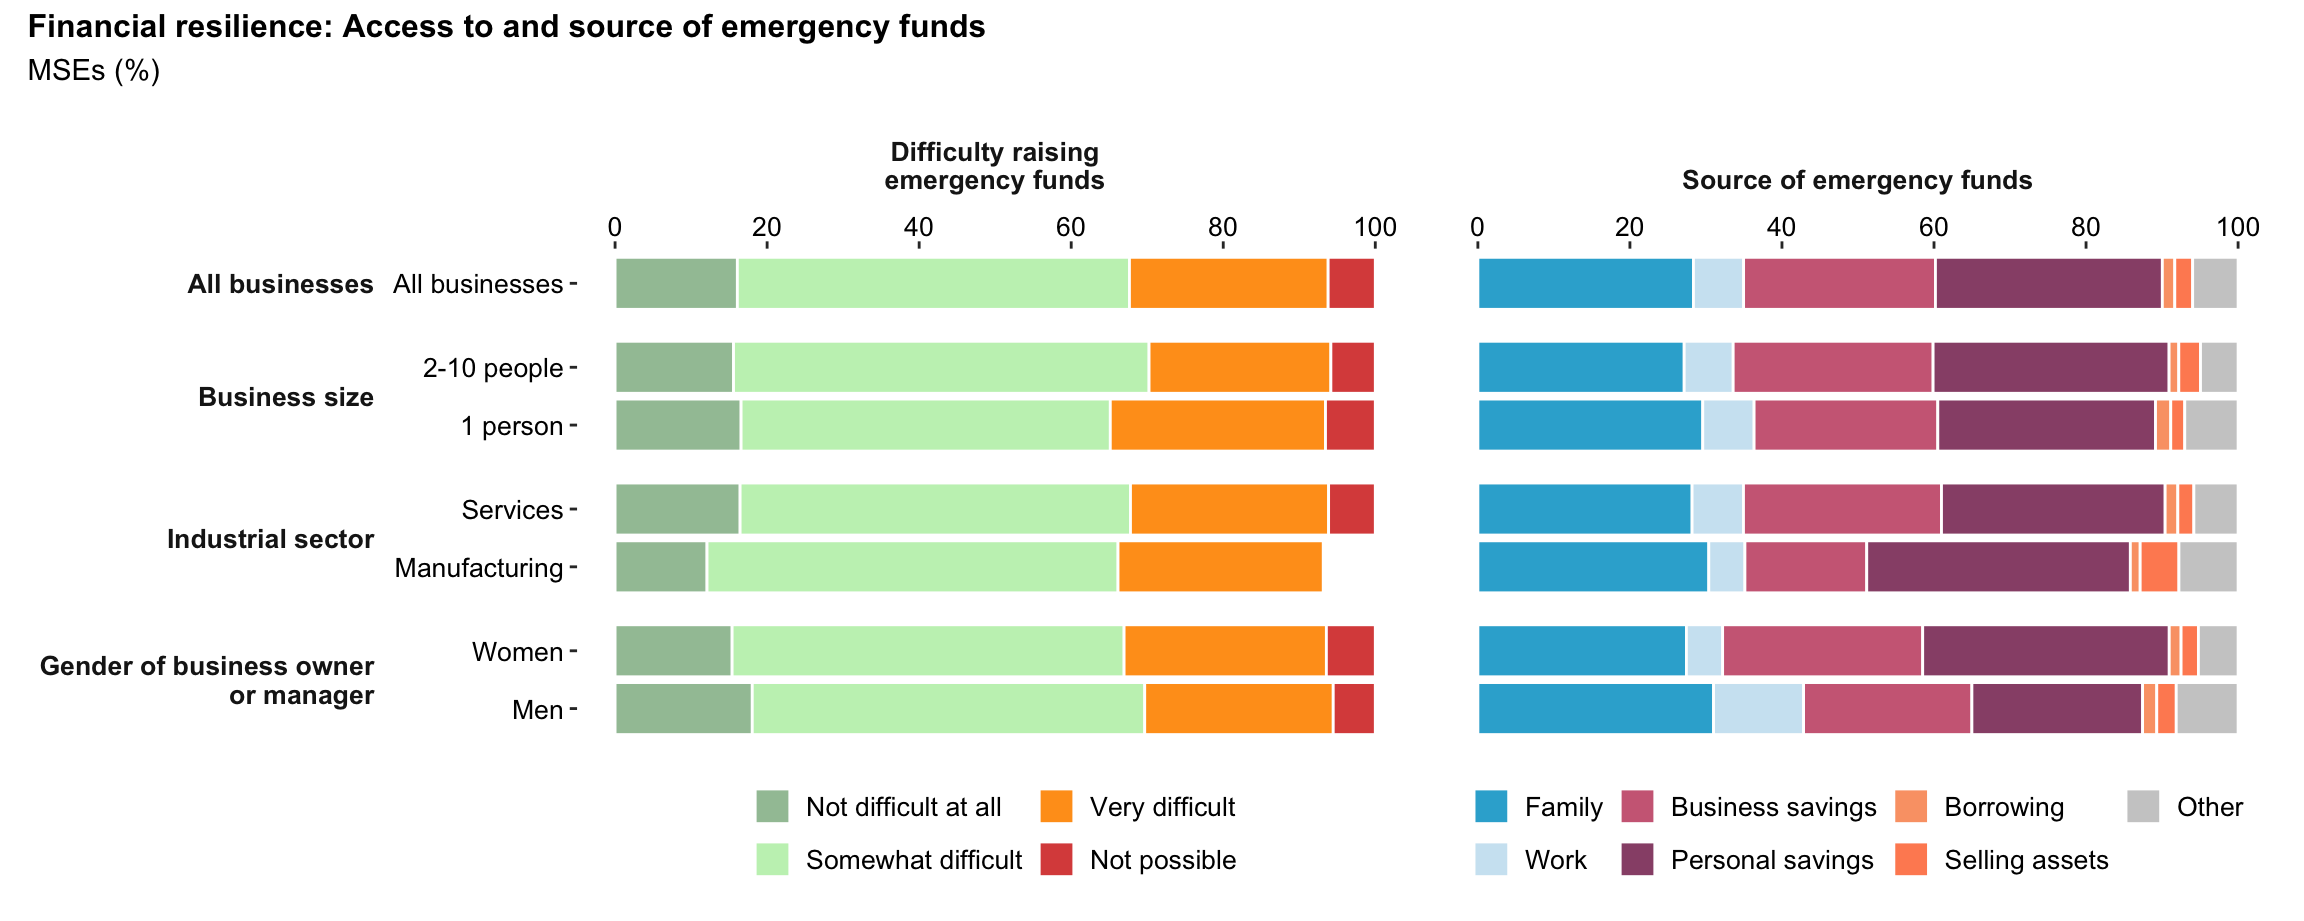 Financial resilience: Access to and source of emergency funds
MSEs (%)
Difficulty raising
emergency funds
Source of emergency funds
0 20 40 60 80 100
0 20 40 60 80 100
All businesses All businesses
Business size
2-10 people
1 person
Industrial sector
Services
Manufacturing
Gender of business owner
or manager
Women
Men
Not difficult at all Very difficult
Somewhat difficult Not possible
Family Business savings Borrowing Other
Work Personal savings Selling assets